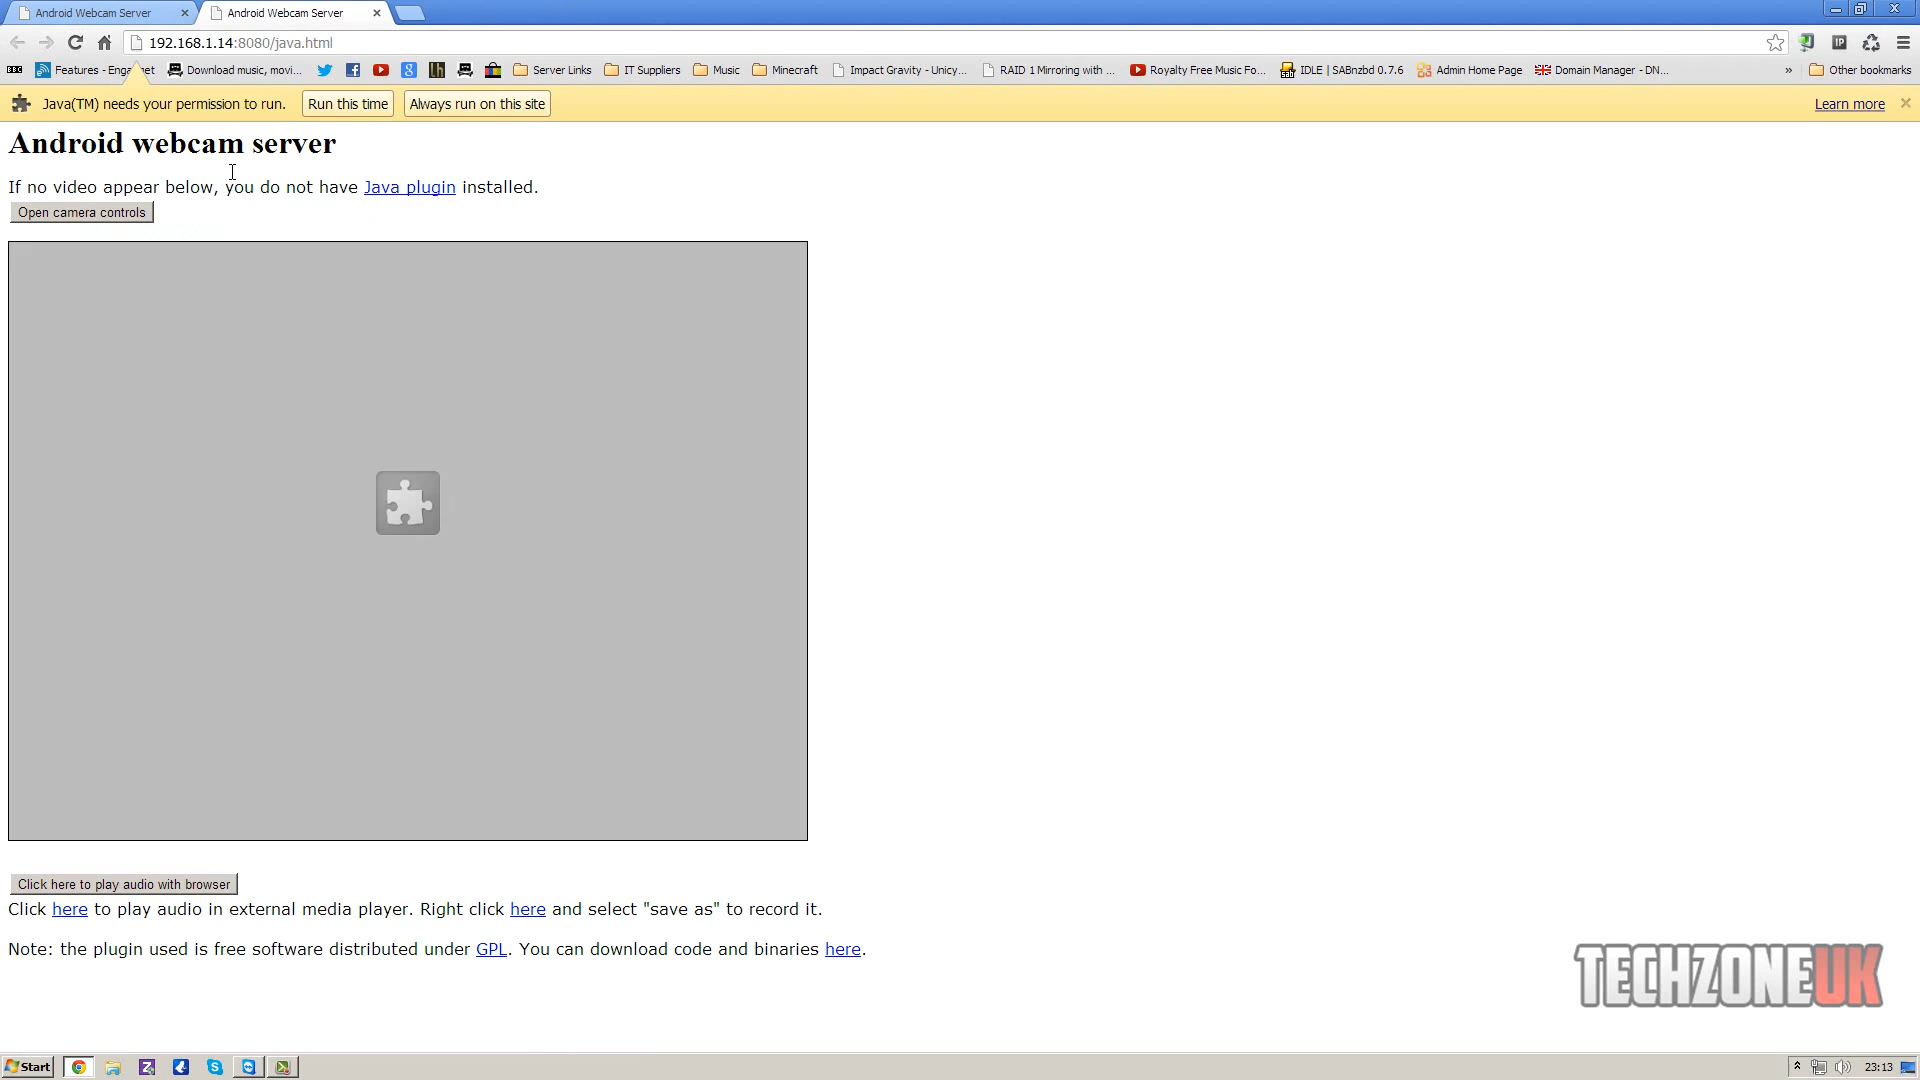 Android Webcam Server
Android Webcam Server
192.168.1.14:8080/java.html
BBC
Features - Enga
get
Download music, movi...
Server Links
IT Suppliers
Music
Minecraft
Impact Gravity - Unicy...
RAID 1 Mirroring with ...
Royalty Free Music Fo...
IDLE | SABnzbd 0.7.6
Admin Home Page
Domain Manager - DN...
»
Other bookmarks
Java(TM) needs your permission to run.
Run this time
Always run on this site
Learn more
Android webcam server
If no video appear below, you do not have Java plugin installed.
Open camera controls
Click here to play audio with browser
Click here to play audio in external media player. Right click here and select "save as" to record it.
Note: the plugin used is free software distributed under GPL. You can download code and binaries here.
TECHZONEUK
Start
23:13